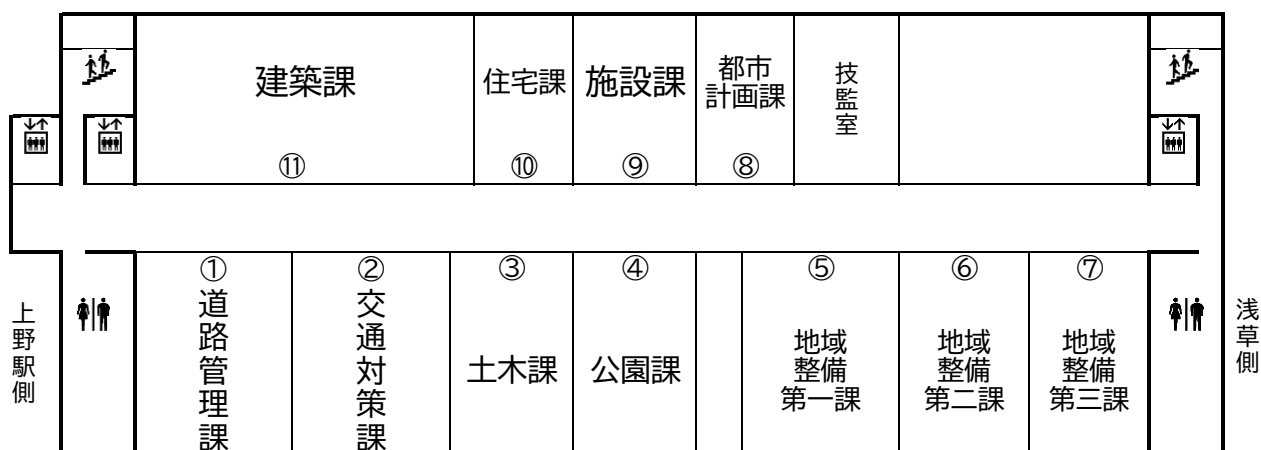 建築課
⑪
住宅課
⑩
施設課
⑨
都市
計画課
⑧
技監室
①
道路管理課
②
交通対策課
③
土木課
④
公園課
⑤
地域
整備
第一課
⑥
地域
整備
第二課
⑦
地域
整備
第三課
上野駅側
浅草側